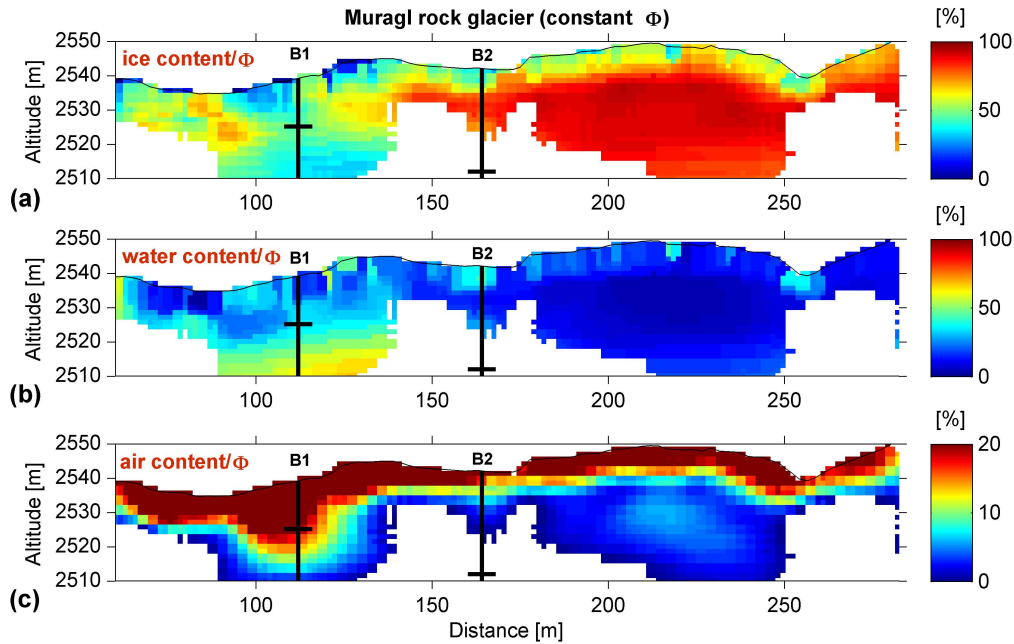 Muragl rock glacier (constant Φ)
[%]
ice content/Φ
B1
B2
2550
2540
2530
2520
2510
Altitude [m]
100
150
200
250
100
50
0
(a)
[%]
water content/Φ
B1
B2
2550
2540
2530
2520
2510
Altitude [m]
100
150
200
250
100
50
0
(b)
[%]
air content/Φ
B1
B2
2550
2540
2530
2520
2510
Altitude [m]
100
150
200
250
20
10
0
(c)
Distance [m]